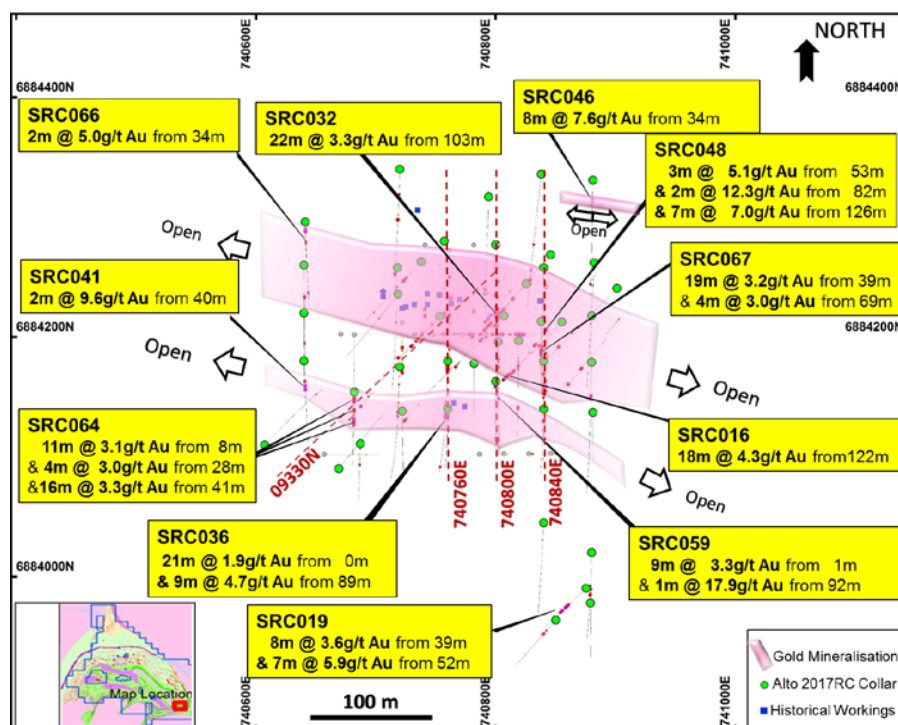 740600E
740800E
741000E
NORTH
6884400N
6884400N
SRC066
2m @ 5.0g/t Au from 34m
SRC032
22m @ 3.3g/t Au from 103m
SRC046
8m @ 7.6g/t Au from 34m
SRC048
3m @ 5.1g/t Au from 53m
& 2m @ 12.3g/t Au from 82m
& 7m @ 7.0g/t Au from 126m
Open
Open
SRC041
2m @ 9.6g/t Au from 40m
SRC067
19m @ 3.2g/t Au from 39m
& 4m @ 3.0g/t Au from 69m
6884200N
6884200N
Open
Open
SRC064
11m @ 3.1g/t Au from 8m
& 4m @ 3.0g/t Au from 28m
&16m @ 3.3g/t Au from 41m
SRC016
18m @ 4.3g/t Au from122m
09330N
740760E
740800E
740840E
Open
SRC036
21m @ 1.9g/t Au from 0m
& 9m @ 4.7g/t Au from 89m
SRC059
9m @ 3.3g/t Au from 1m
& 1m @ 17.9g/t Au from 92m
6884000N
6884000N
SRC019
8m @ 3.6g/t Au from 39m
& 7m @ 5.9g/t Au from 52m
Map Location
100 m
740600E
740800E
741000E
Gold Mineralisation
Alto 2017RC Collar
Historical Workings